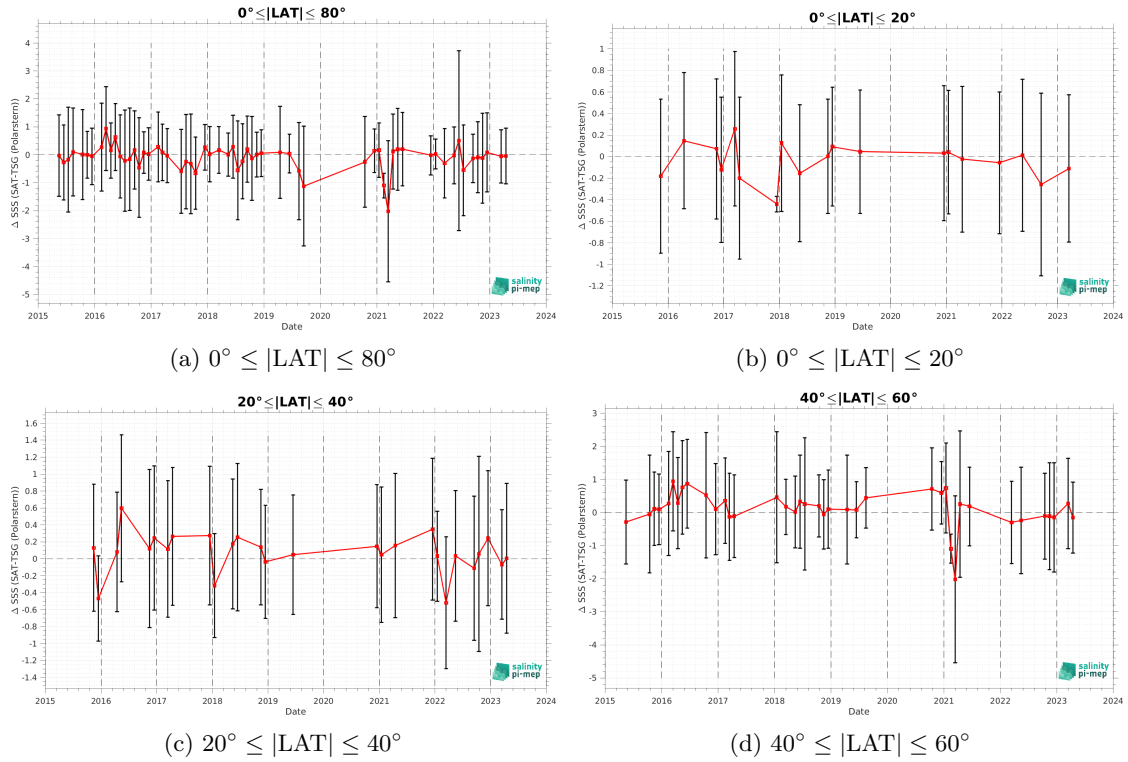 0°≤|LAT|≤ 80°
Δ SSS (SAT-TSG (Polarstern))
4
3
2
1
0
-1
-2
-3
-4
-5
2015 2016 2017 2018 2019 2020 2021 2022 2023 2024
Date
salinity
pi-mep
(a) 0° ≤ |LAT| ≤ 80°
0°≤|LAT|≤ 20°
Δ SSS (SAT-TSG (Polarstern))
1
0.8
0.6
0.4
0.2
0
-0.2
-0.4
-0.6
-0.8
-1
-1.2
2015 2016 2017 2018 2019 2020 2021 2022 2023 2024
Date
salinity
pi-mep
(b) 0° ≤ |LAT| ≤ 20°
20°≤|LAT|≤ 40°
Δ SSS (SAT-TSG (Polarstern))
1.6
1.4
1.2
1
0.8
0.6
0.4
0.2
0
-0.2
-0.4
-0.6
-0.8
-1
-1.2
-1.4
2015 2016 2017 2018 2019 2020 2021 2022 2023 2024
Date
salinity
pi-mep
(c) 20° ≤ |LAT| ≤ 40°
40°≤|LAT|≤ 60°
Δ SSS (SAT-TSG (Polarstern))
3
2
1
0
-1
-2
-3
-4
-5
2015 2016 2017 2018 2019 2020 2021 2022 2023 2024
Date
salinity
pi-mep
(d) 40° ≤ |LAT| ≤ 60°